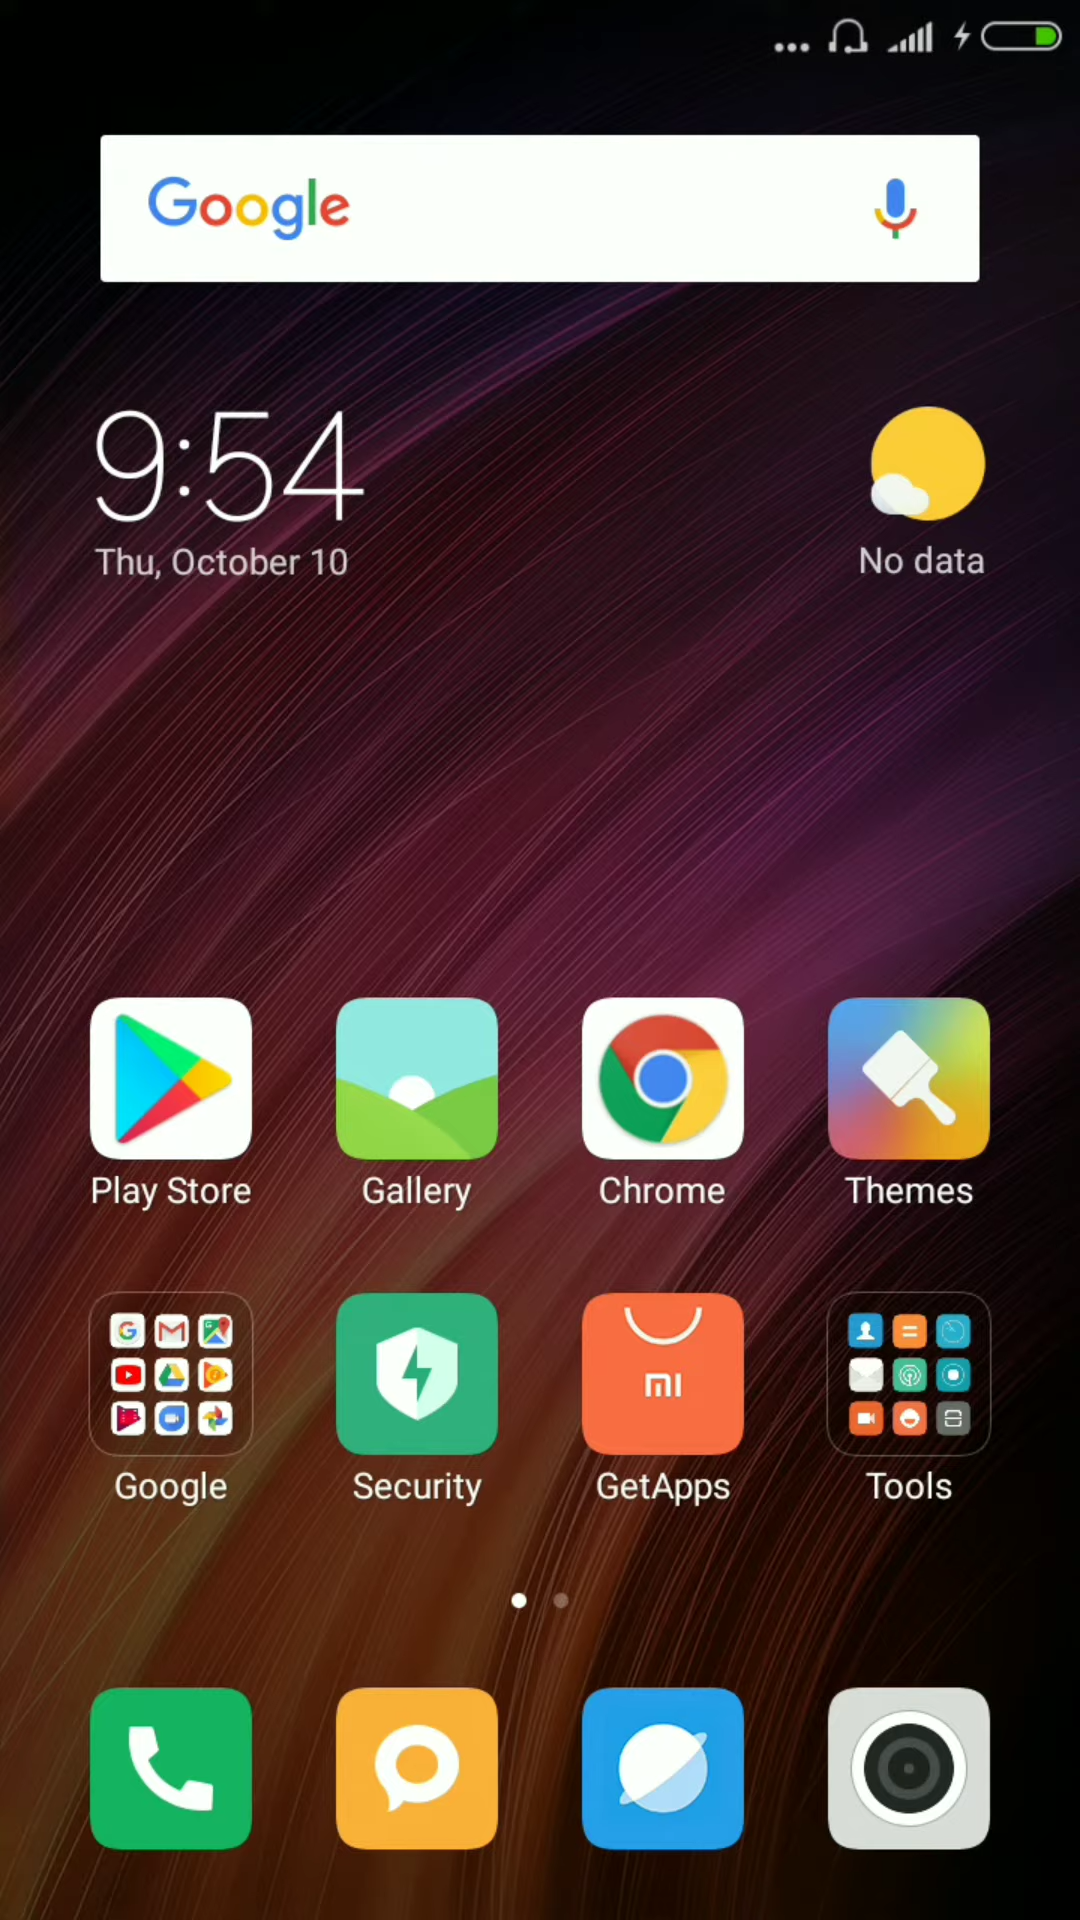 Google
9:54
Thu, October 10
No data
Play Store
Gallery
Chrome
Themes
Google
Security
GetApps
Tools